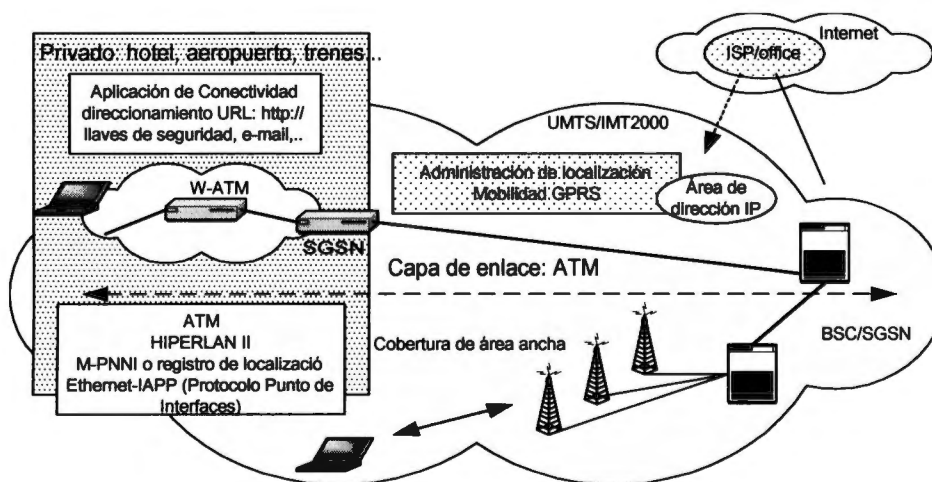 Privado: hotel, aeropuerto, trenes...
Aplicación de Conectividad
direccionamiento URL: http://
llaves de seguridad, e-mail,..
W-ATM
SGSN
ATM
HIPERLAN II
M-PNNI o registro de localizació
Ethernet-IAPP (Protocolo Punto de
Interfaces)
Internet
ISP/office
UMTS/IMT2000
Administración de localización
Mobilidad GPRS
Área de
dirección IP
Capa de enlace: ATM
Cobertura de área ancha
BSC/SGSN